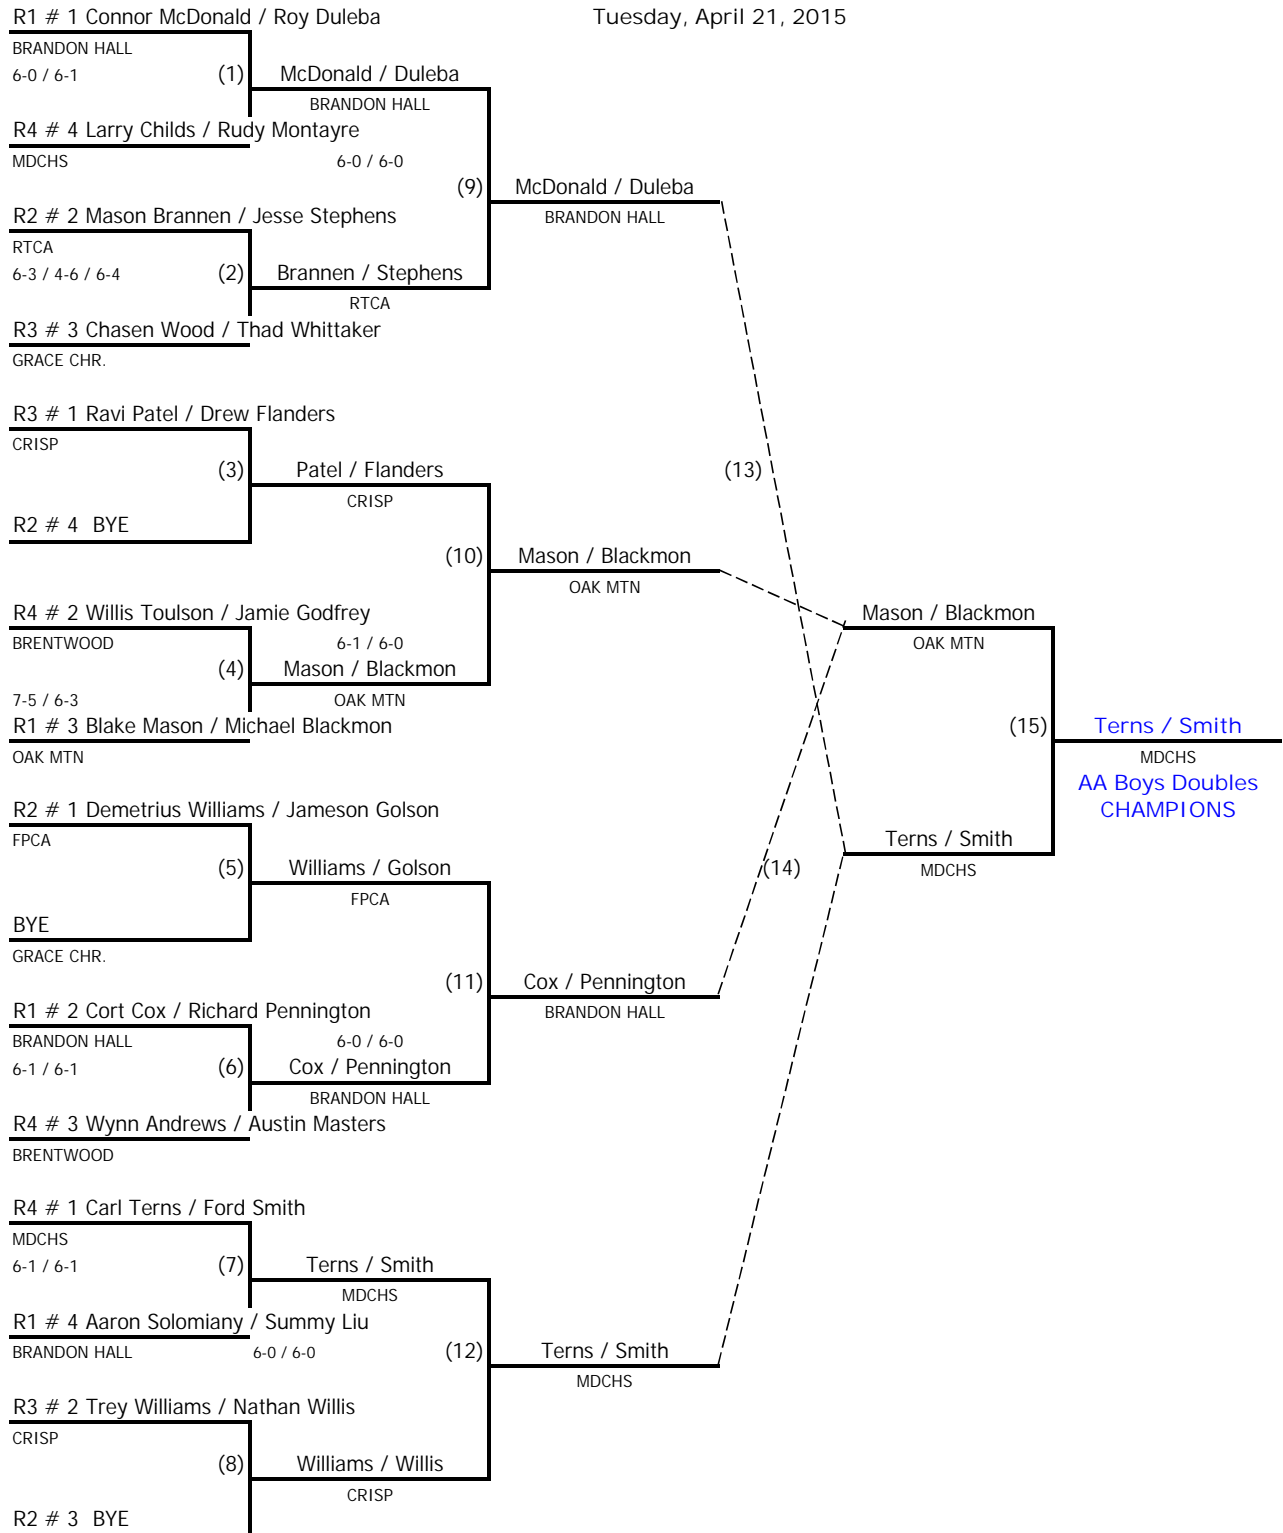 R1 # 1 Connor McDonald / Roy Duleba
Tuesday, April 21, 2015
BRANDON HALL
6-0 / 6-1
(1)
McDonald / Duleba
BRANDON HALL
R4 # 4 Larry Childs / Rudy Montayre
MDCHS
6-0 / 6-0
(9)
McDonald / Duleba
BRANDON HALL
R2 # 2 Mason Brannen / Jesse Stephens
RTCA
6-3 / 4-6 / 6-4
(2)
Brannen / Stephens
RTCA
R3 # 3 Chasen Wood / Thad Whittaker
GRACE CHR.
R3 # 1 Ravi Patel / Drew Flanders
CRISP
(3)
Patel / Flanders
CRISP
(13)
R2 # 4 BYE
(10)
Mason / Blackmon
OAK MTN
R4 # 2 Willis Toulson / Jamie Godfrey
BRENTWOOD
6-1 / 6-0
(4)
Mason / Blackmon
OAK MTN
7-5 / 6-3
R1 # 3 Blake Mason / Michael Blackmon
OAK MTN
Mason / Blackmon
OAK MTN
(15)
Terns / Smith
MDCHS
AA Boys Doubles
CHAMPIONS
R2 # 1 Demetrius Williams / Jameson Golson
FPCA
(5)
Williams / Golson
FPCA
Terns / Smith
MDCHS
(14)
BYE
GRACE CHR.
(11)
Cox / Pennington
BRANDON HALL
R1 # 2 Cort Cox / Richard Pennington
BRANDON HALL
6-0 / 6-0
6-1 / 6-1
(6)
Cox / Pennington
BRANDON HALL
R4 # 3 Wynn Andrews / Austin Masters
BRENTWOOD
R4 # 1 Carl Terns / Ford Smith
MDCHS
6-1 / 6-1
(7)
Terns / Smith
MDCHS
R1 # 4 Aaron Solomiany / Summy Liu
BRANDON HALL
6-0 / 6-0
(12)
Terns / Smith
MDCHS
R3 # 2 Trey Williams / Nathan Willis
CRISP
(8)
Williams / Willis
CRISP
R2 # 3 BYE